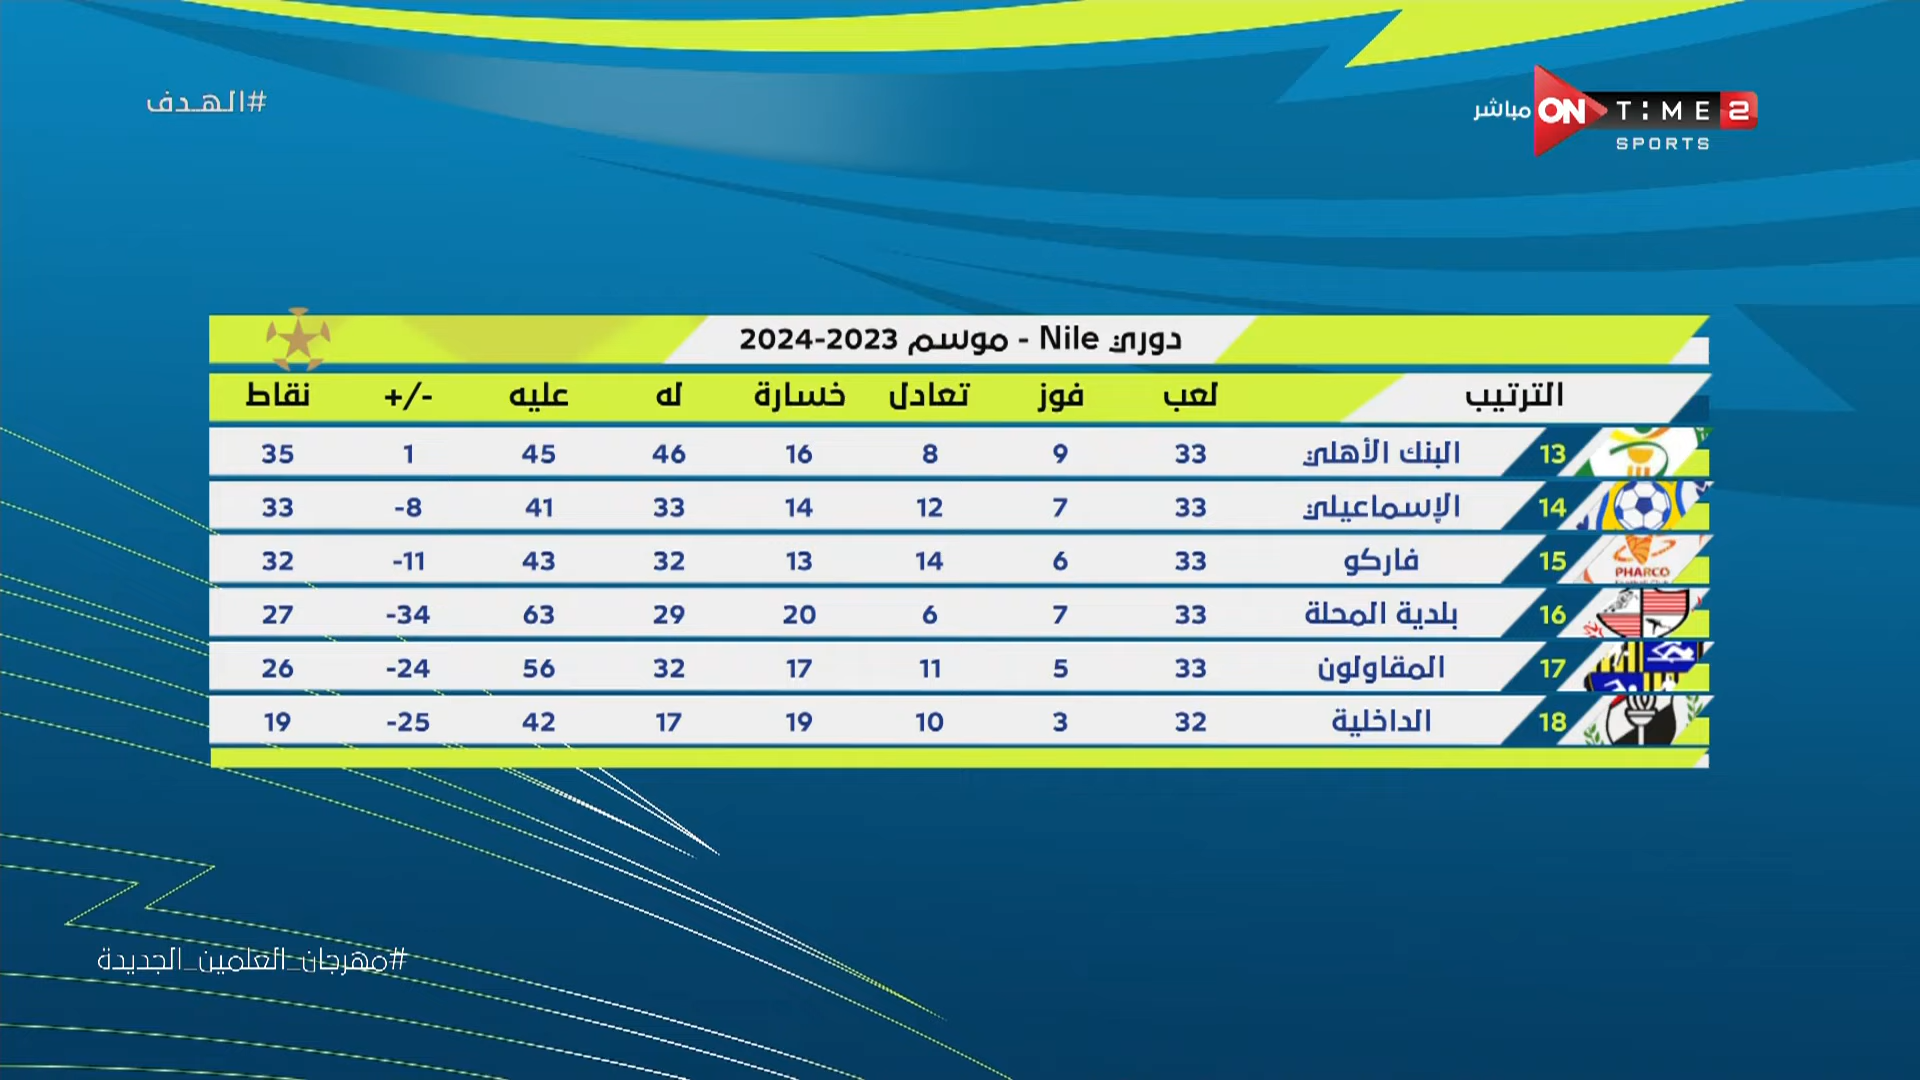 #الهدف
مباشر ON TIME 2
SPORTS
دوري Nile - موسم 2023-2024
الترتيب لعب فوز تعادل خسارة له عليه +/- نقاط
13 البنك الأهلي 33 9 8 16 46 45 1 35
14 الإسماعيلي 33 7 12 14 33 41 -8 33
PHARCO
15 فاركو 33 6 14 13 32 43 -11 32
16 بلدية المحلة 33 7 6 20 29 63 -34 27
17 المقاولون 33 5 11 17 32 56 -24 26
18 الداخلية 32 3 10 19 17 42 -25 19
#مهرجان_العلمين_الجديدة